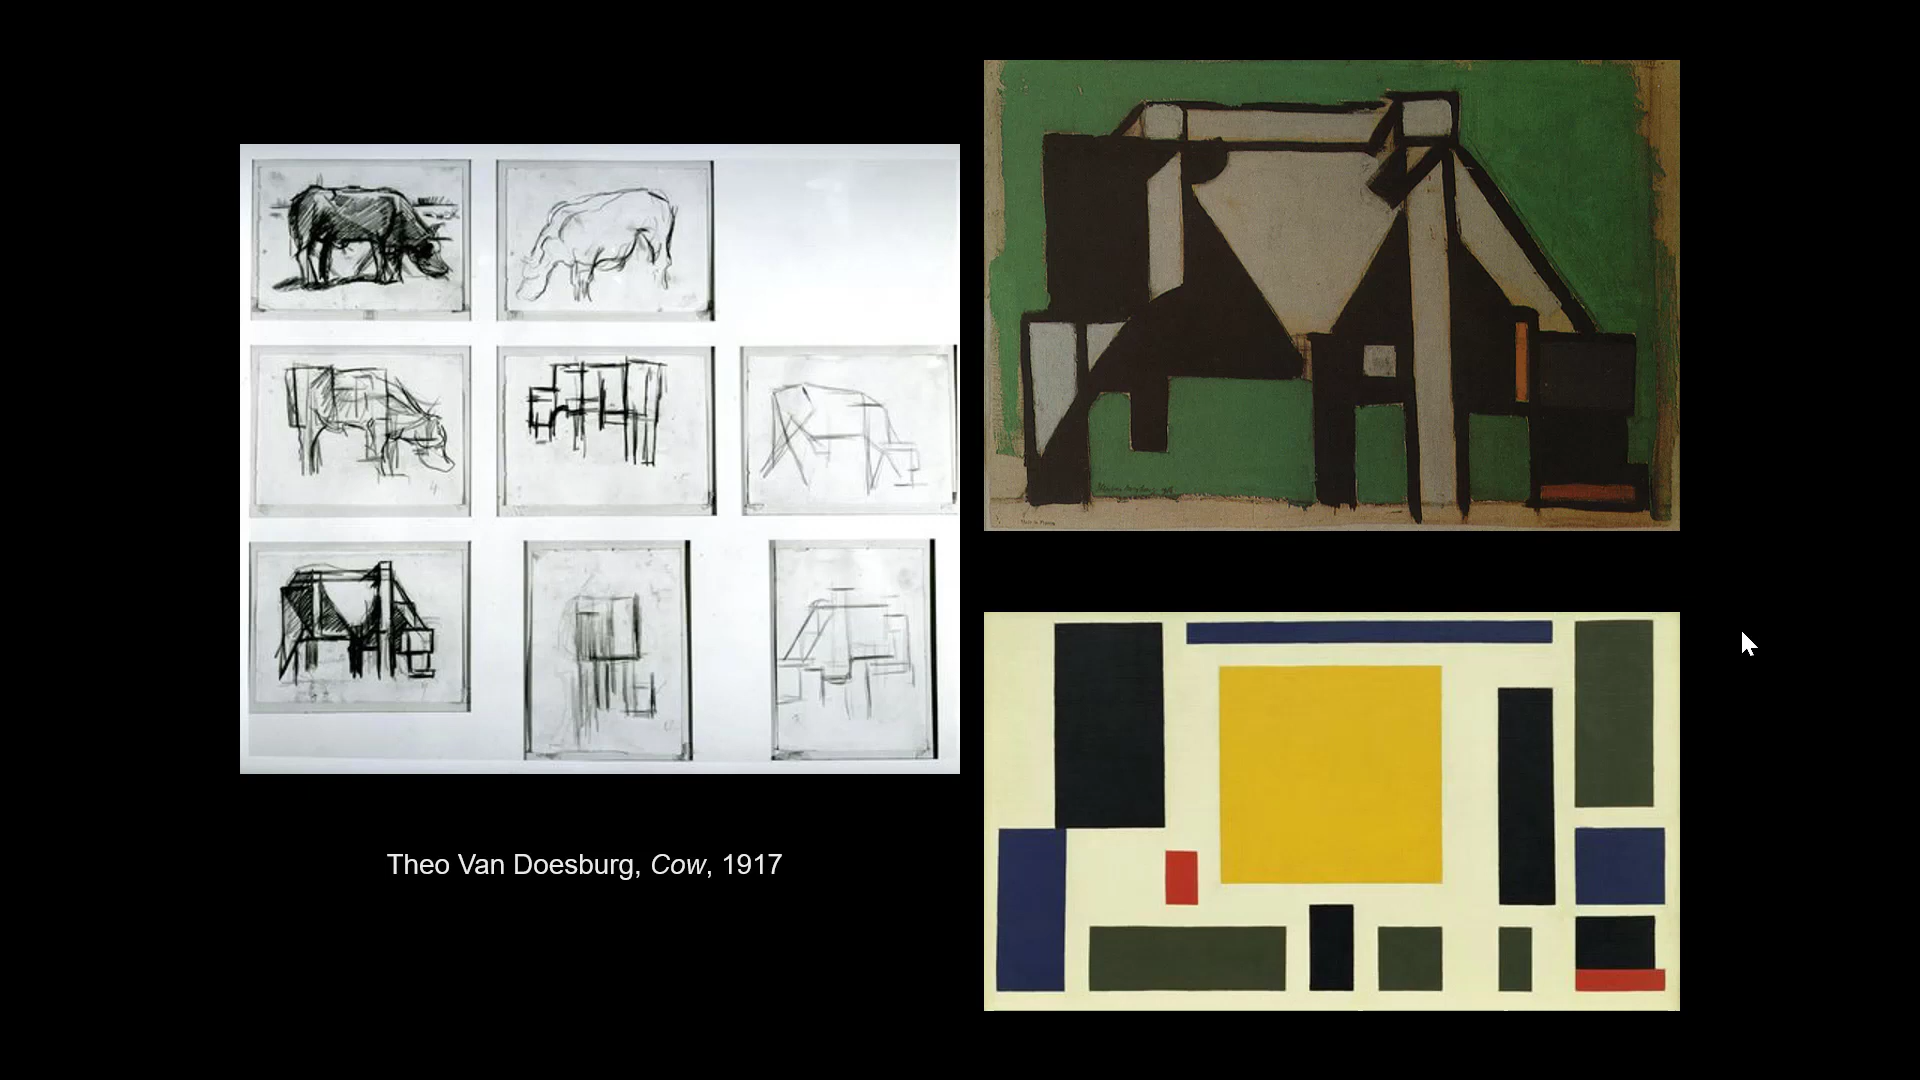 Theo Van Doesburg, Cow, 1917